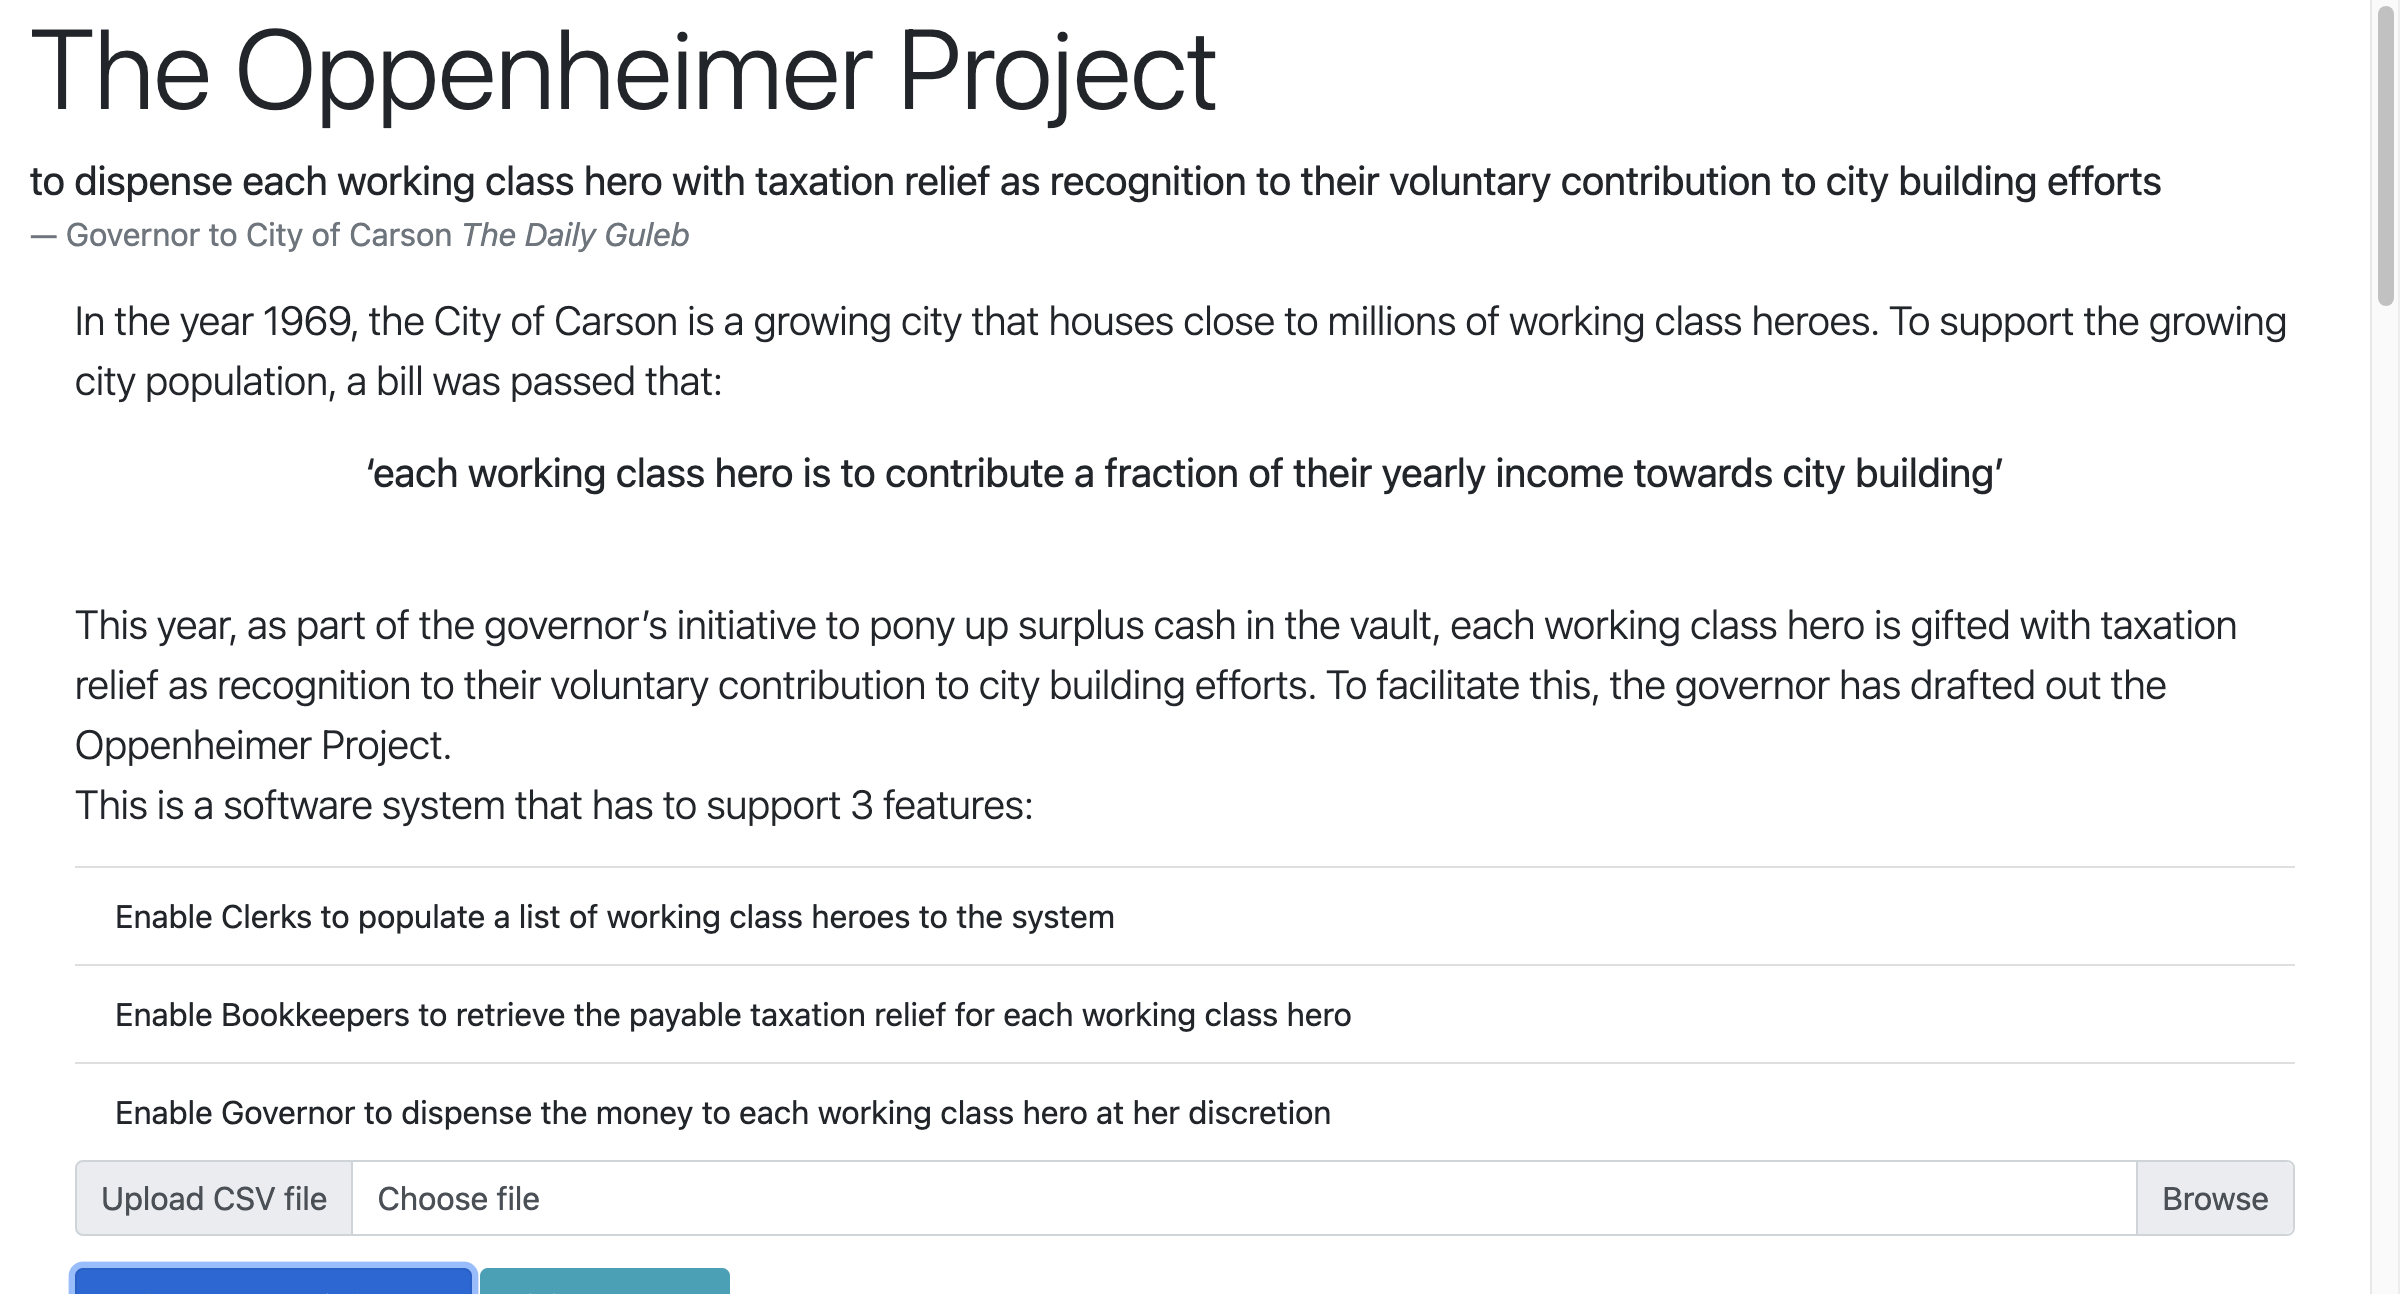 The Oppenheimer Project
to dispense each working class hero with taxation relief as recognition to their voluntary contribution to city building efforts
— Governor to City of Carson The Daily Guleb
In the year 1969, the City of Carson is a growing city that houses close to millions of working class heroes. To support the growing
city population, a bill was passed that:
‘each working class hero is to contribute a fraction of their yearly income towards city building’
This year, as part of the governor’s initiative to pony up surplus cash in the vault, each working class hero is gifted with taxation
relief as recognition to their voluntary contribution to city building efforts. To facilitate this, the governor has drafted out the
Oppenheimer Project.
This is a software system that has to support 3 features:
Enable Clerks to populate a list of working class heroes to the system
Enable Bookkeepers to retrieve the payable taxation relief for each working class hero
Enable Governor to dispense the money to each working class hero at her discretion
Upload CSV file Choose file Browse